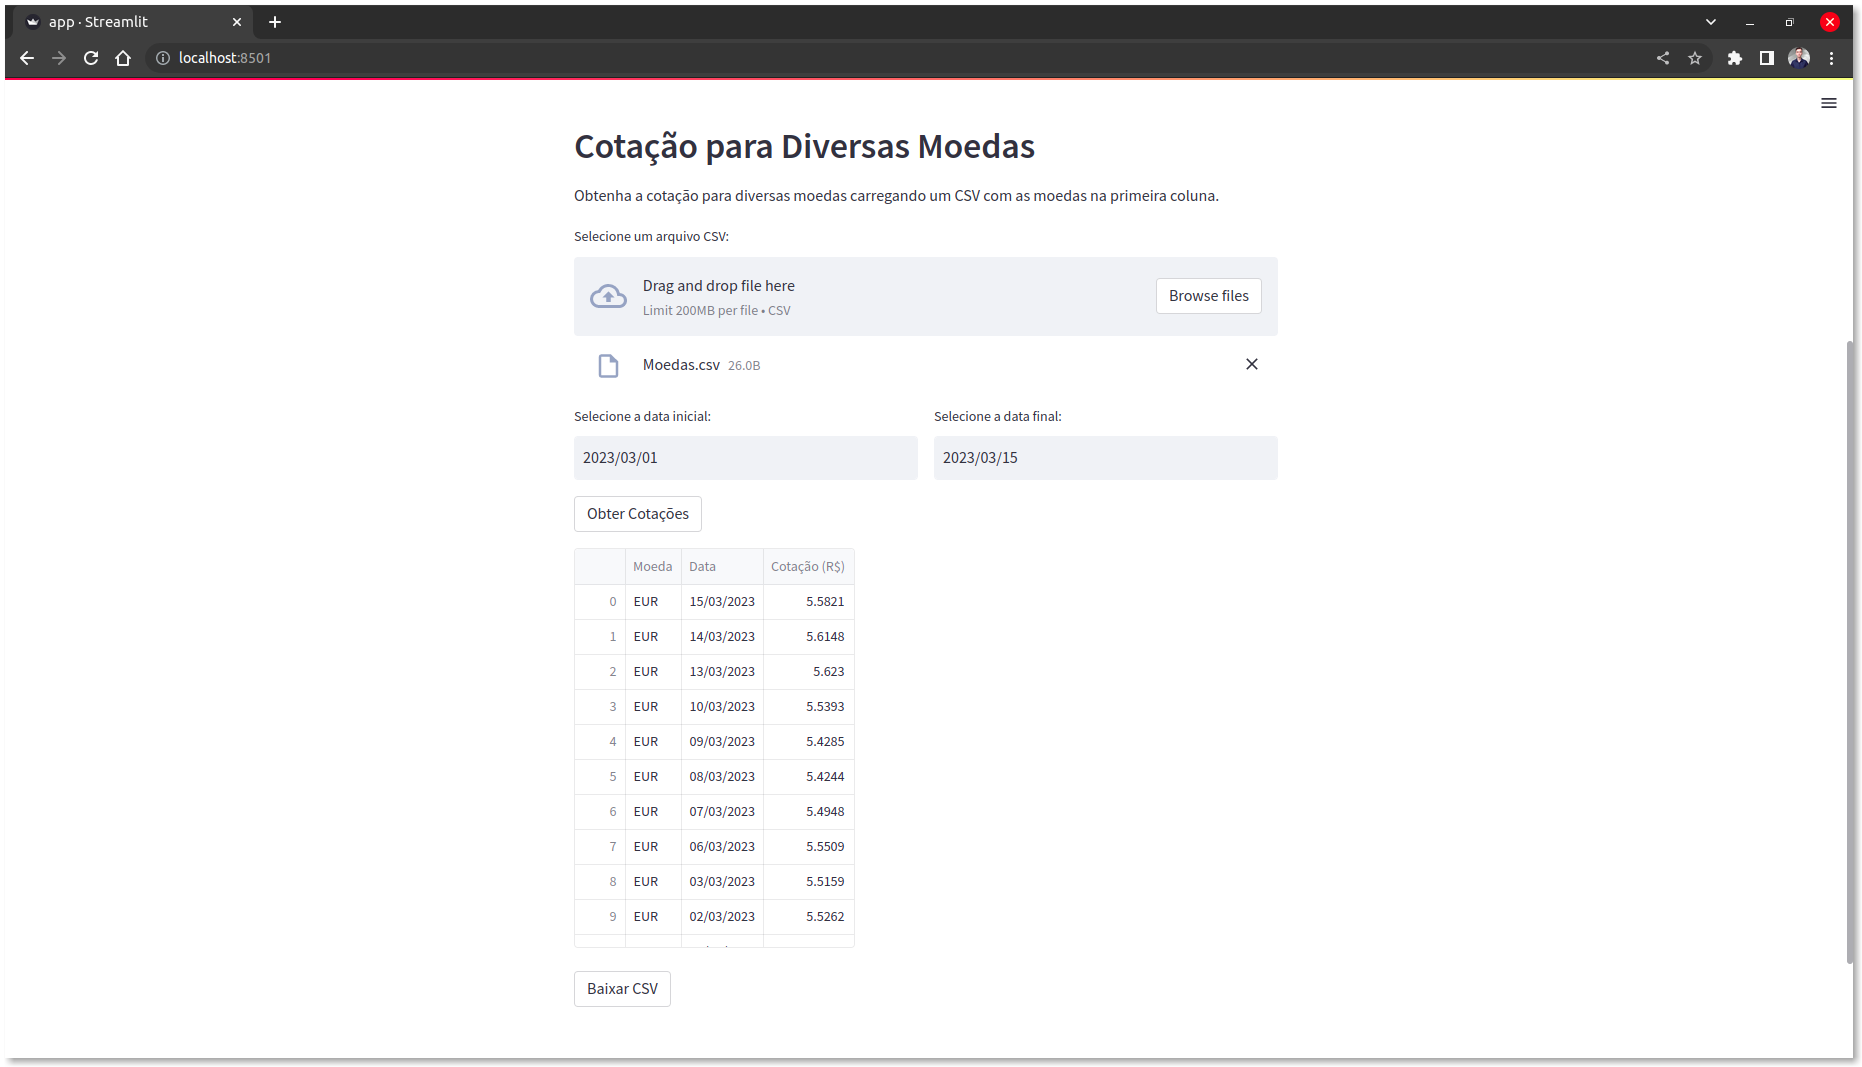 app · Streamlit
localhost:8501
Cotação para Diversas Moedas
Obtenha a cotação para diversas moedas carregando um CSV com as moedas na primeira coluna.
Selecione um arquivo CSV:
Drag and drop file here
Limit 200MB per file • CSV
Browse files
Moedas.csv 26.0B
Selecione a data inicial: Selecione a data final:
2023/03/01 2023/03/15
Obter Cotações
Moeda Data Cotação (R$)
0 EUR 15/03/2023 5.5821
1 EUR 14/03/2023 5.6148
2 EUR 13/03/2023 5.623
3 EUR 10/03/2023 5.5393
4 EUR 09/03/2023 5.4285
5 EUR 08/03/2023 5.4244
6 EUR 07/03/2023 5.4948
7 EUR 06/03/2023 5.5509
8 EUR 03/03/2023 5.5159
9 EUR 02/03/2023 5.5262
Baixar CSV